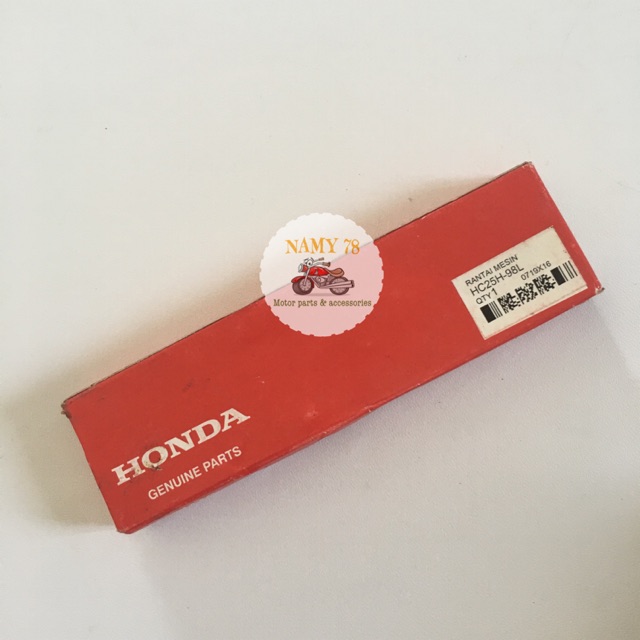 NAMY 78
Motor parts & accessories
RANTAI MESIN
HC25H-98L
QTY 1 0719X16
HONDA
GENUINE PARTS